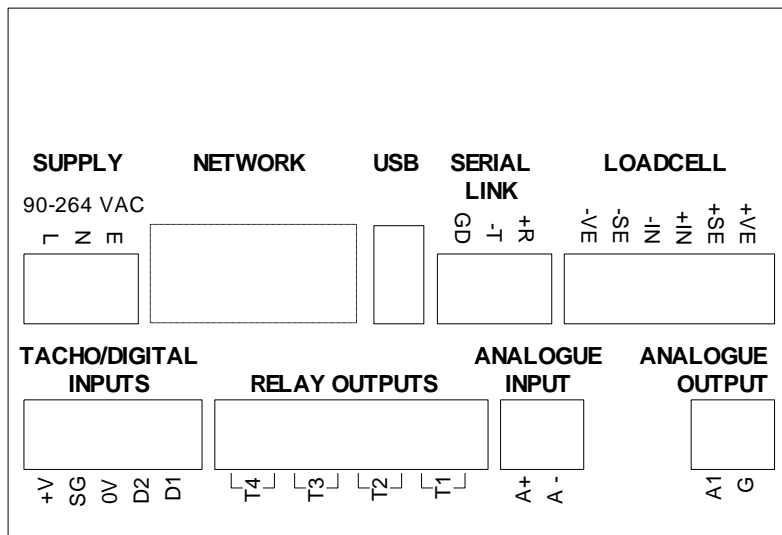 SUPPLY
NETWORK
USB
SERIAL
LINK
LOADCELL
90-264 VAC
L
N
E
GD
-T
+R
-VE
-SE
-IN
+IN
+SE
+VE
TACHO/DIGITAL
INPUTS
RELAY OUTPUTS
ANALOGUE
INPUT
ANALOGUE
OUTPUT
+V
SG
0V
D2
D1
T4
T3
T2
T1
A+
A -
A1
G